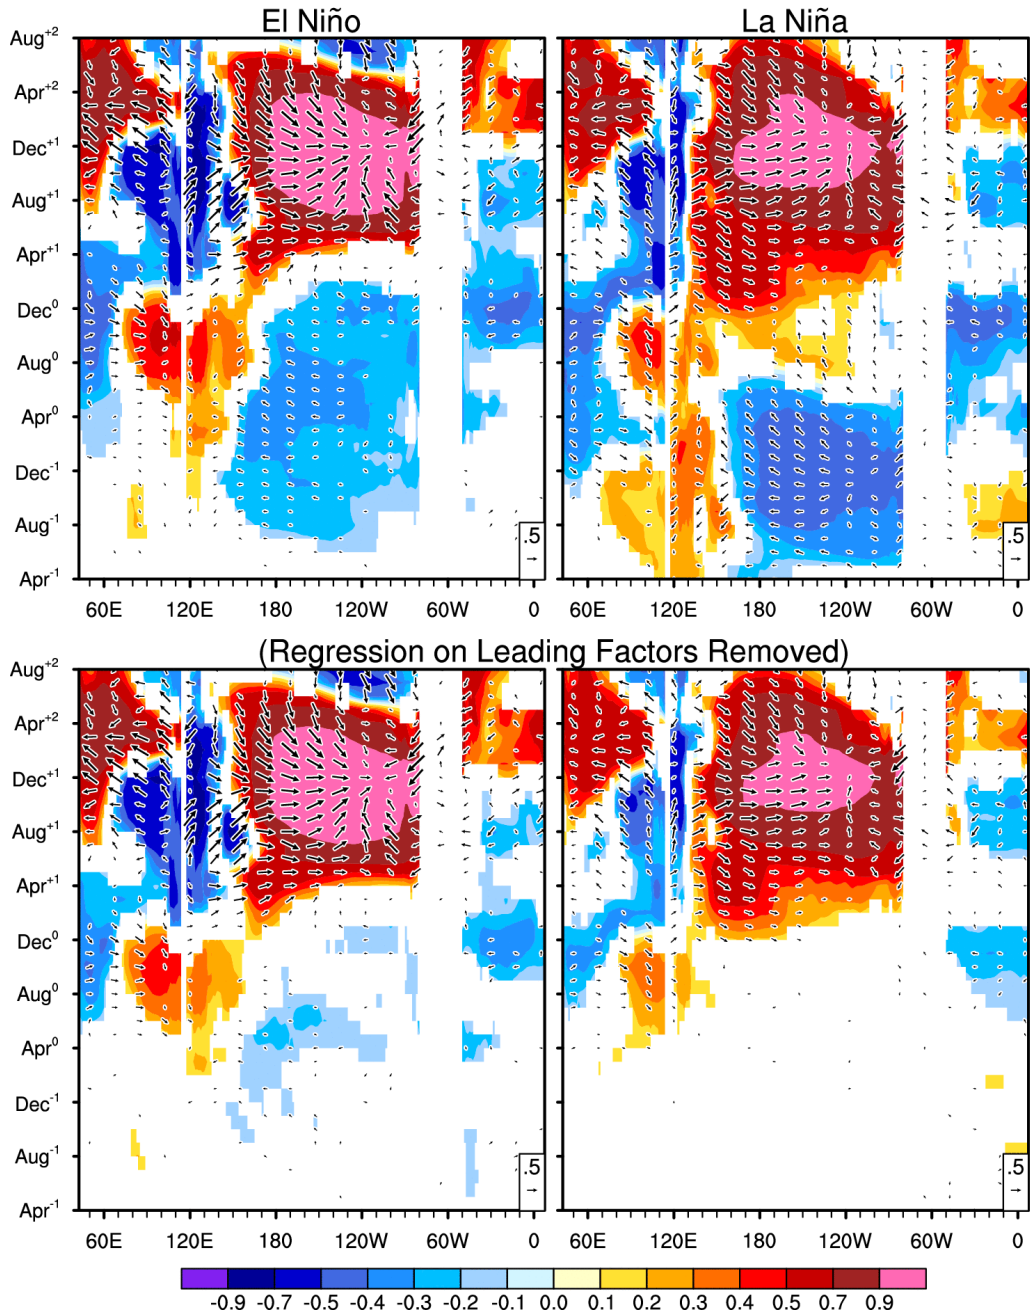 El Niño
La Niña
Aug+2
Apr+2
Dec+1
Aug+1
Apr+1
Dec0
Aug0
Apr0
Dec-1
Aug-1
Apr-1
.5
.5
60E 120E 180 120W 60W 0
60E 120E 180 120W 60W 0
(Regression on Leading Factors Removed)
Aug+2
Apr+2
Dec+1
Aug+1
Apr+1
Dec0
Aug0
Apr0
Dec-1
Aug-1
Apr-1
.5
.5
60E 120E 180 120W 60W 0
60E 120E 180 120W 60W 0
-0.9 -0.7 -0.5 -0.3 -0.2 -0.1 0.0 0.1 0.2 0.3 0.4 0.5 0.7 0.9